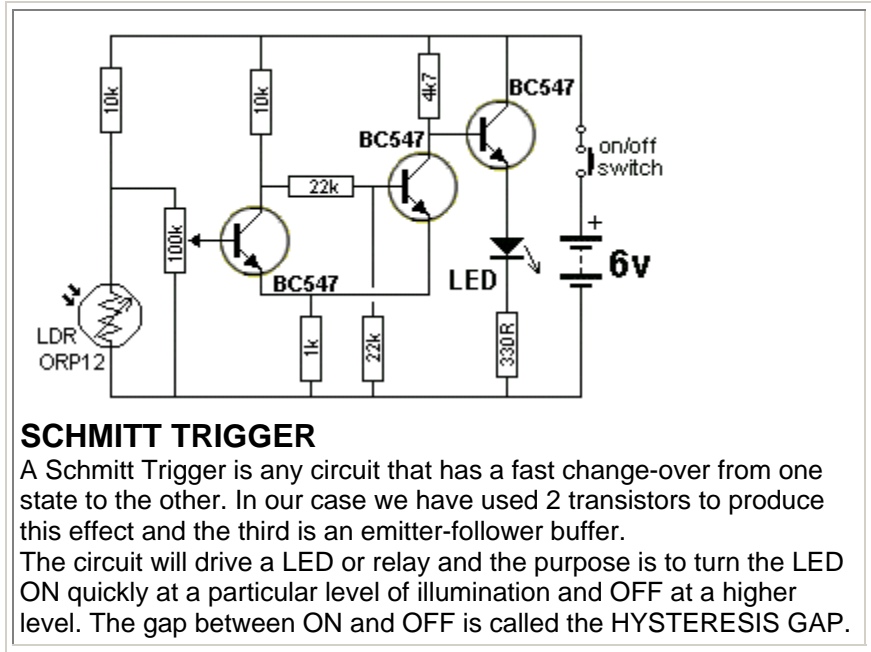 10k
10k
4k7
BC547
BC547
on/off
switch
22k
100k
+
6v
BC547
LED
LDR
ORP12
1k
22k
330R
SCHMITT TRIGGER
A Schmitt Trigger is any circuit that has a fast change-over from one
state to the other. In our case we have used 2 transistors to produce
this effect and the third is an emitter-follower buffer.
The circuit will drive a LED or relay and the purpose is to turn the LED
ON quickly at a particular level of illumination and OFF at a higher
level. The gap between ON and OFF is called the HYSTERESIS GAP.